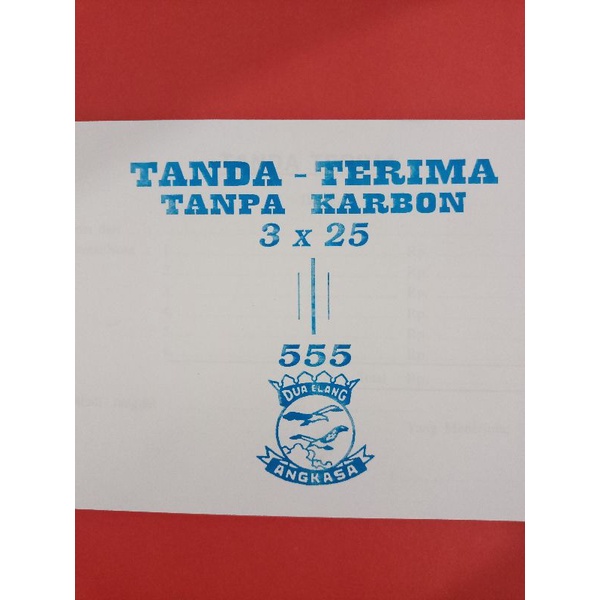 TANDA - TERIMA
TANPA KARBON
3 x 25
555
DUA ELANG
ANGKASA